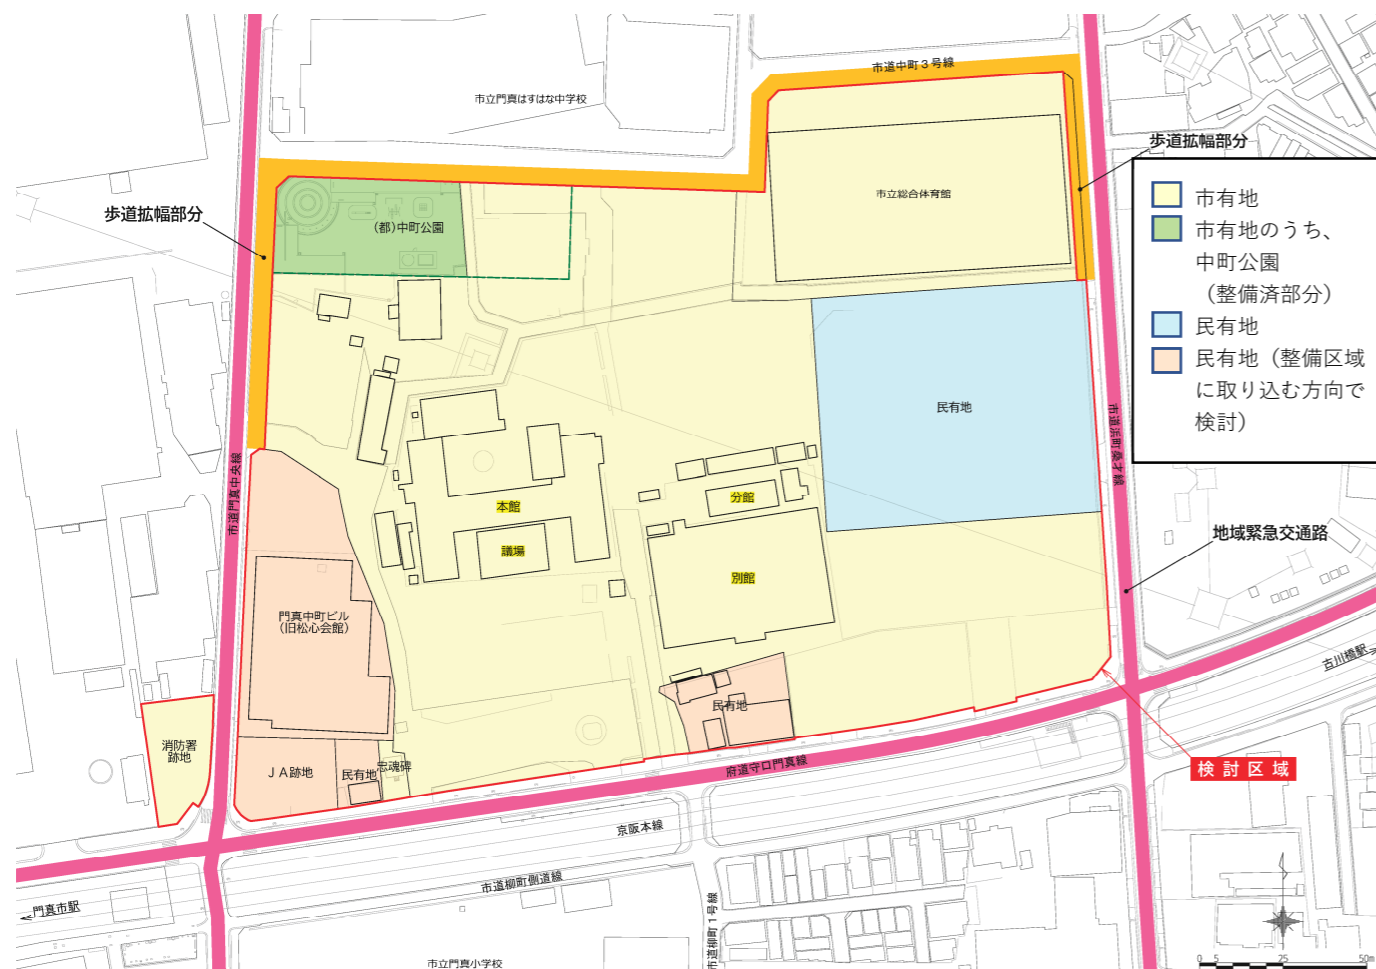 市道中町3号線
市立門真はすはな中学校
歩道拡幅部分
市有地
市有地のうち、
中町公園
（整備済部分）
民有地
民有地（整備区域
に取り込む方向で
検討）
市立総合体育館
歩道拡幅部分
(都)中町公園
民有地
市道浜町桑才線
市道門真中央線
本館
議場
分館
別館
地域緊急交通路
門真中町ビル
(旧松心会館)
古川橋駅
民有地
消防署
跡地
ＪＡ跡地
民有地
忠魂碑
府道守口門真線
検討区域
京阪本線
市道柳町側道線
門真市駅
市道柳町1号線
市立門真小学校
0 5 25 50m